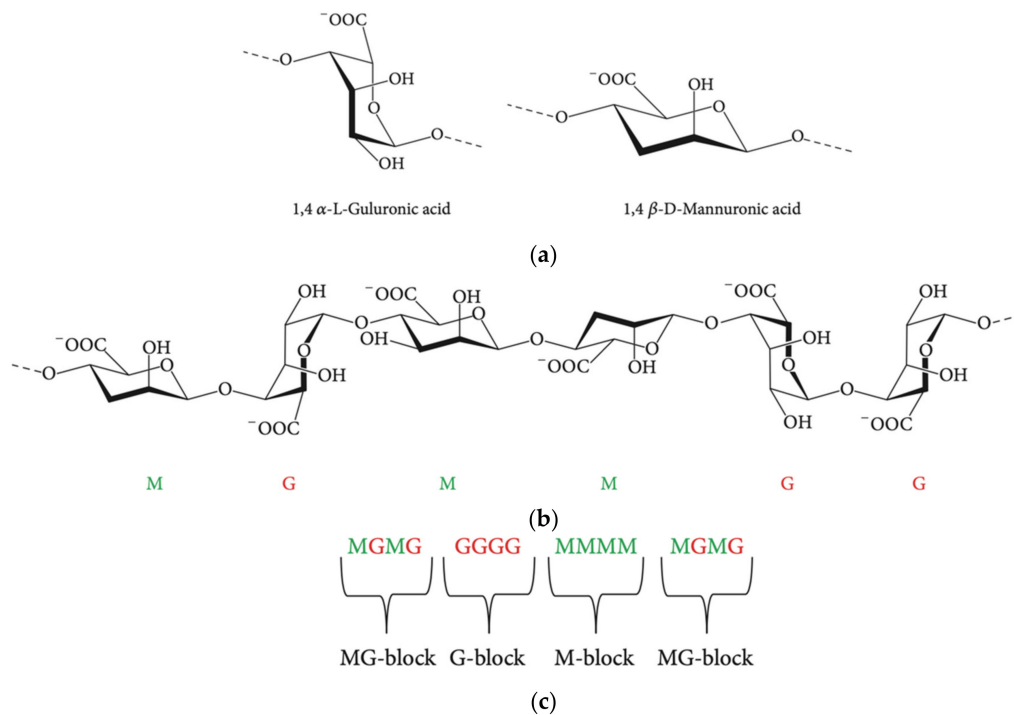 ⁻OOC
O
OH
O
O
OH
1,4 α-L-Guluronic acid
⁻OOC
OH
O
O
O
1,4 β-D-Mannuronic acid
(a)
OH
⁻OOC
OH
⁻OOC
OH
O
O
O
O
O
⁻OOC
OH
O
OH
OH
O
O
OH
⁻OOC
O
OH
O
⁻OOC
OH
O
O
OH
O
OH
OH
⁻OOC
M G M M G G
(b)
MGMG GGGG MMMM MGMG
MG-block G-block M-block MG-block
(c)